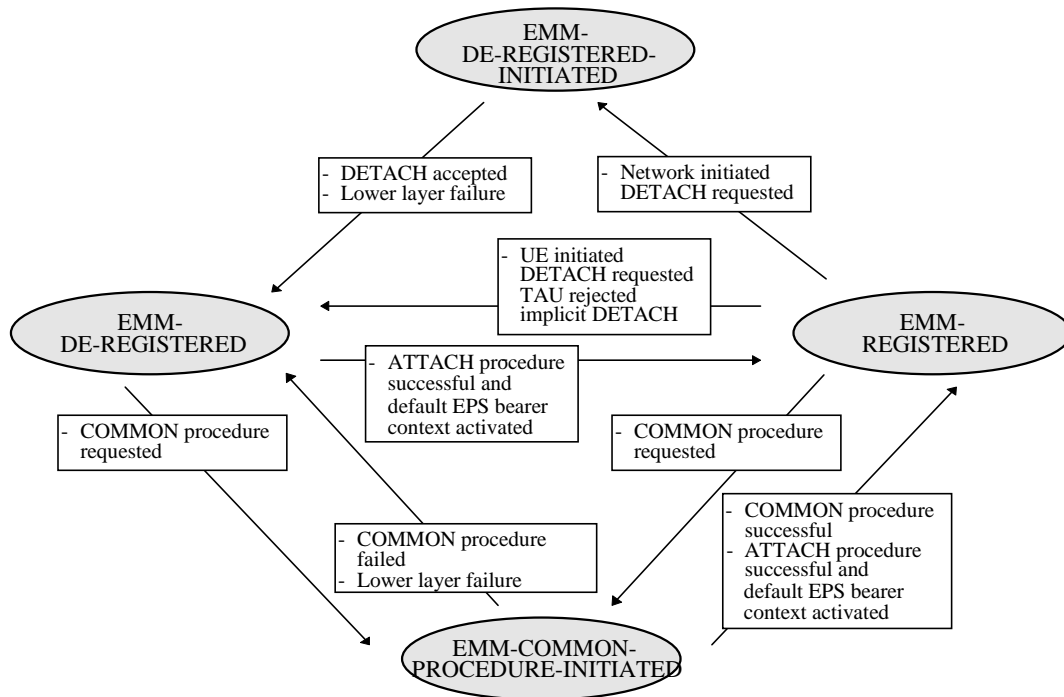 EMM-
DE-REGISTERED-
INITIATED
- DETACH accepted
- Lower layer failure
- Network initiated
DETACH requested
- UE initiated
DETACH requested
TAU rejected
implicit DETACH
EMM-
DE-REGISTERED
EMM-
REGISTERED
- ATTACH procedure
successful and
default EPS bearer
context activated
- COMMON procedure
requested
- COMMON procedure
requested
- COMMON procedure
failed
- Lower layer failure
- COMMON procedure
successful
- ATTACH procedure
successful and
default EPS bearer
context activated
EMM-COMMON-
PROCEDURE-INITIATED